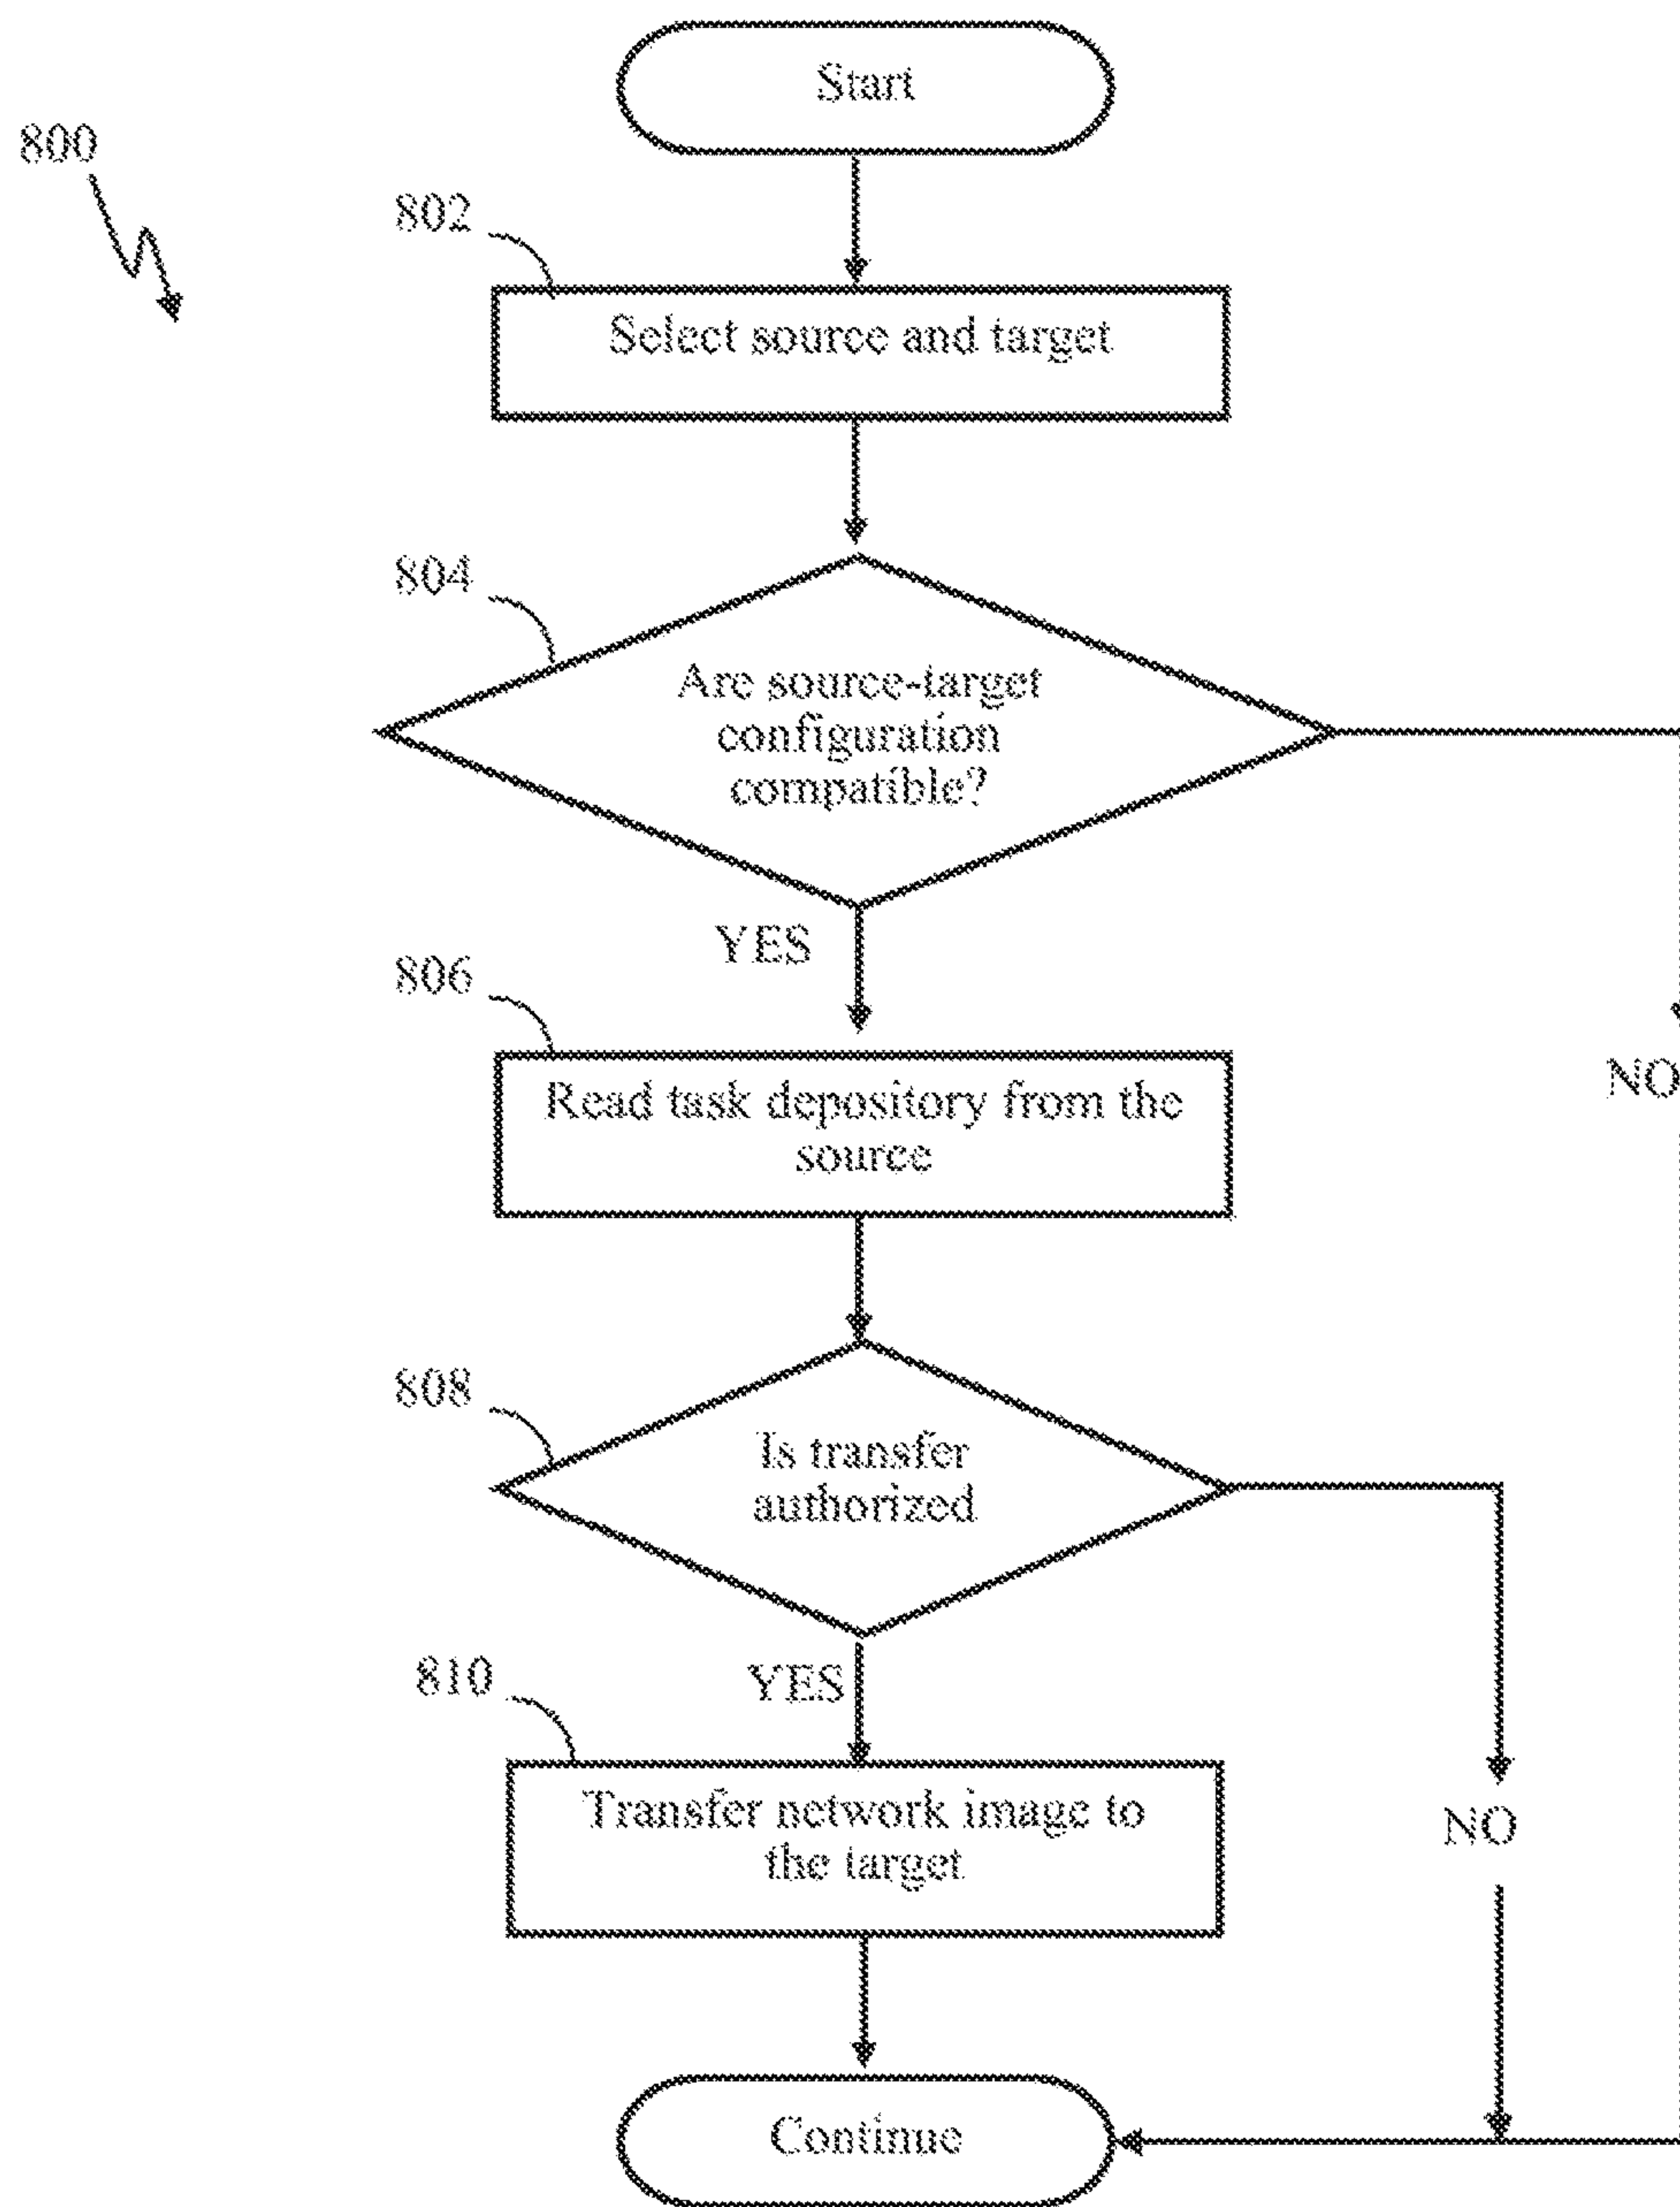 Start
800
802
Select source and target
804
Are source-target
configuration
compatible?
YES
806
NO
Read task depository from the
source
808
Is transfer
authorized
YES
810
Transfer network image to
the target
NO
Continue